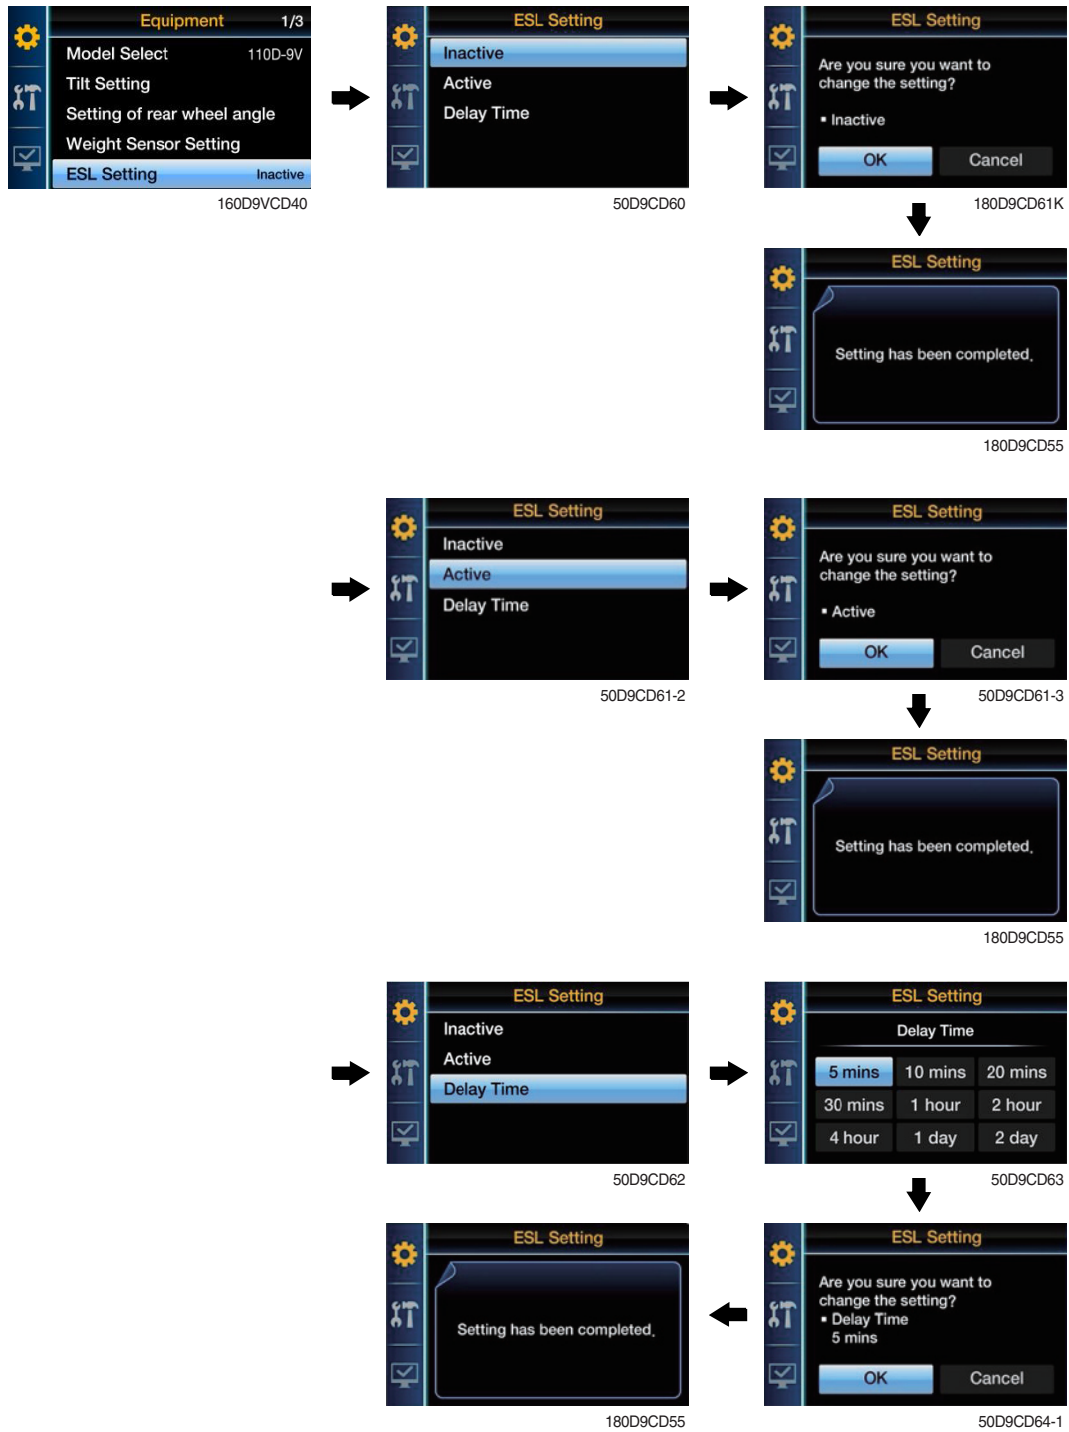 Equipment 1/3
Model Select 110D-9V
Tilt Setting
Setting of rear wheel angle
Weight Sensor Setting
ESL Setting Inactive
160D9VCD40
ESL Setting
Inactive
Active
Delay Time
50D9CD60
ESL Setting
Are you sure you want to
change the setting?
▪ Inactive
OK Cancel
180D9CD61K
ESL Setting
Setting has been completed.
180D9CD55
ESL Setting
Inactive
Active
Delay Time
50D9CD61-2
ESL Setting
Are you sure you want to
change the setting?
▪ Active
OK Cancel
50D9CD61-3
ESL Setting
Setting has been completed.
180D9CD55
ESL Setting
Inactive
Active
Delay Time
50D9CD62
ESL Setting
Delay Time
5 mins 10 mins 20 mins
30 mins 1 hour 2 hour
4 hour 1 day 2 day
50D9CD63
ESL Setting
Are you sure you want to
change the setting?
▪ Delay Time
5 mins
OK Cancel
50D9CD64-1
ESL Setting
Setting has been completed.
180D9CD55